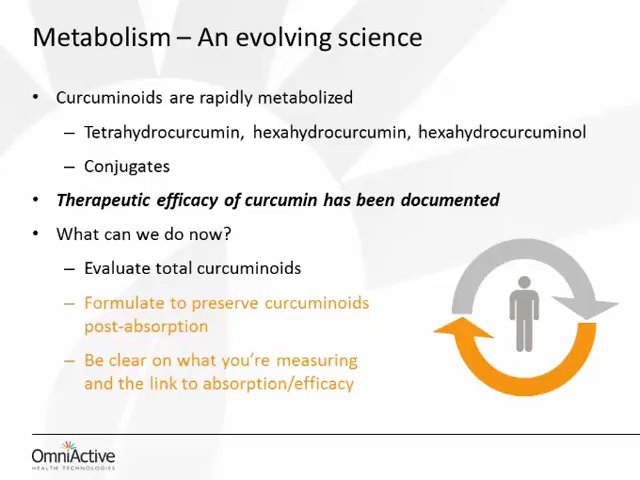 Metabolism – An evolving science
• Curcuminoids are rapidly metabolized
– Tetrahydrocurcumin, hexahydrocurcumin, hexahydrocurcuminol
– Conjugates
• Therapeutic efficacy of curcumin has been documented
• What can we do now?
– Evaluate total curcuminoids
– Formulate to preserve curcuminoids
post-absorption
– Be clear on what you're measuring
and the link to absorption/efficacy
OmniActive
HEALTH TECHNOLOGIES